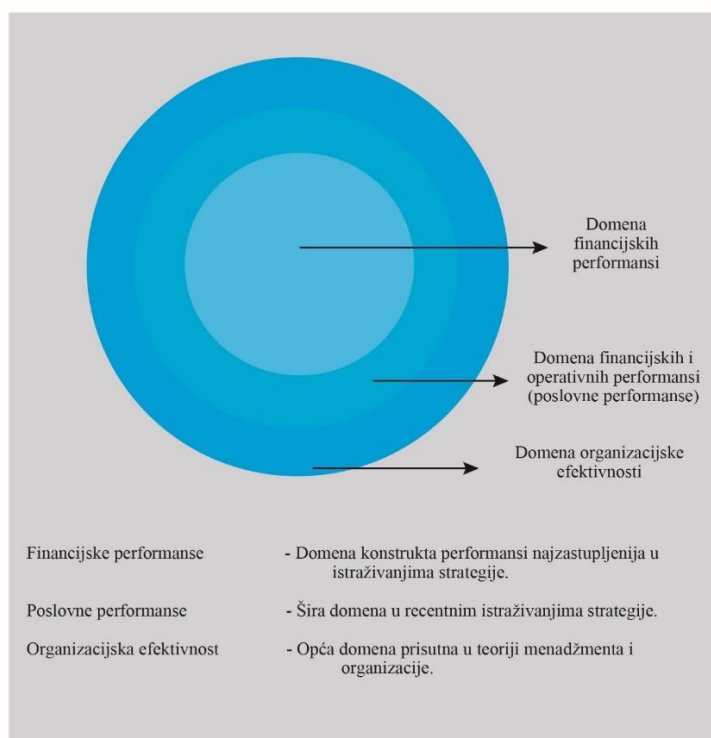 Domena
financijskih
performansi
Domena financijskih i
operativnih performansi
(poslovne performanse)
Domena organizacijske
efektivnosti
Financijske performanse - Domena konstrukta performansi najzastupljenija u
istraživanjima strategije.
Poslovne performanse - Šira domena u recentnim istraživanjima strategije.
Organizacijska efektivnost - Opća domena prisutna u teoriji menadžmenta i
organizacije.